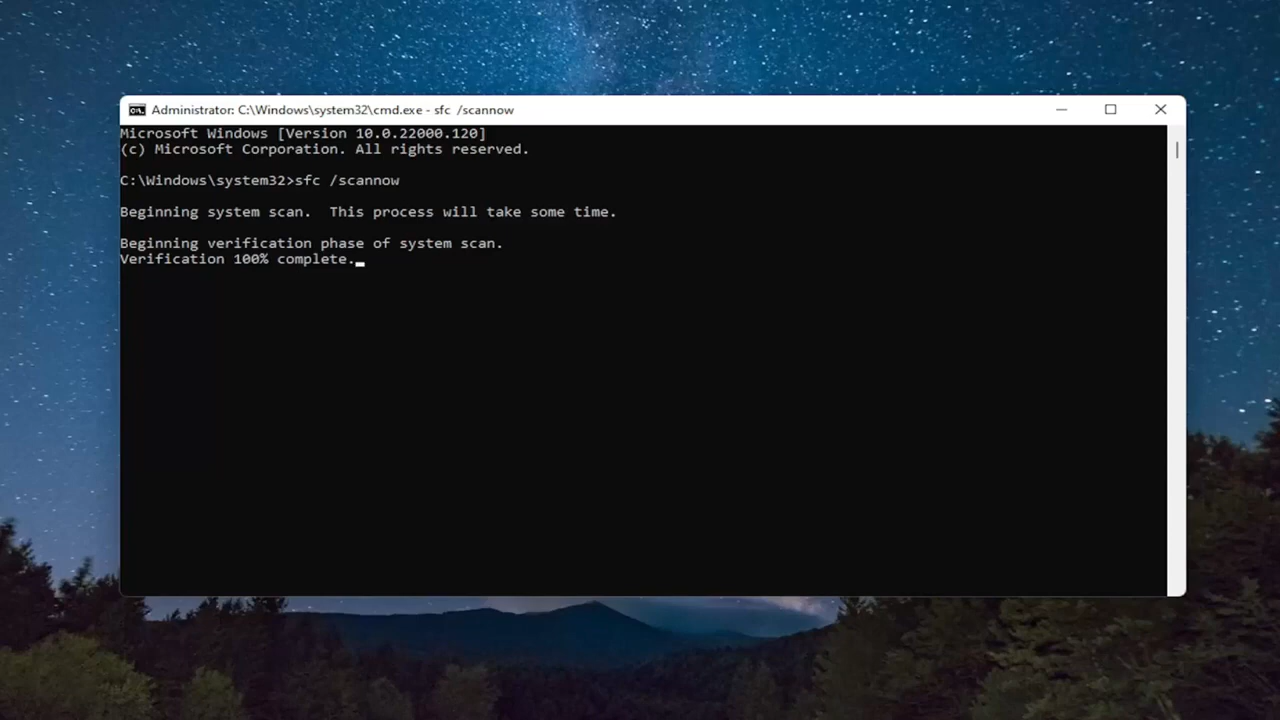 Administrator: C:\Windows\system32\cmd.exe - sfc  /scannow
Microsoft Windows [Version 10.0.22000.120]
(c) Microsoft Corporation. All rights reserved.
C:\Windows\system32>sfc /scannow
Beginning system scan.  This process will take some time.
Beginning verification phase of system scan.
Verification 100% complete.